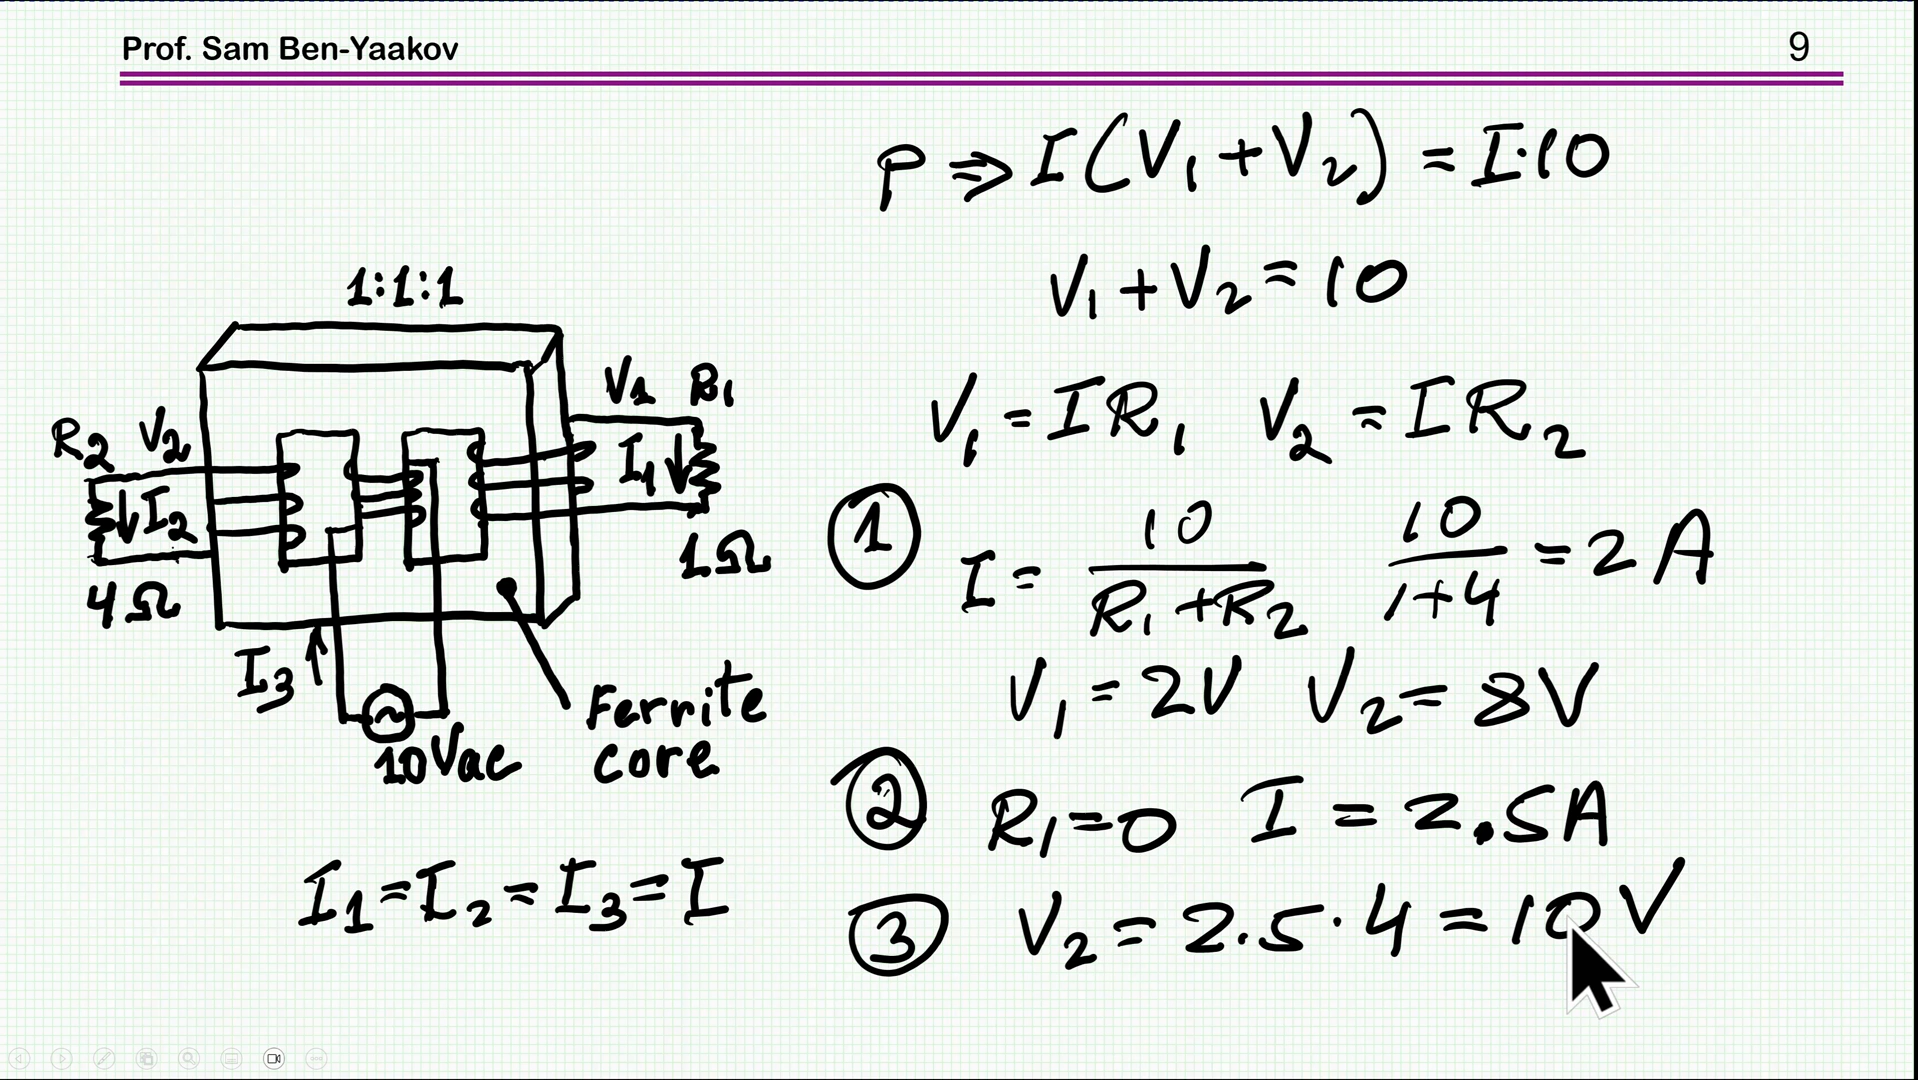 Prof. Sam Ben-Yaakov
9
P ⇒ I(V₁+V₂) = I·10
V₁+V₂ = 10
V₁ = IR₁ V₂ = IR₂
① I = 10/(R₁+R₂) 10/(1+4) = 2 A
V₁ = 2V V₂ = 8V
② R₁=0 I = 2.5A
③ V₂ = 2.5·4 = 10V
1:1:1
R₂ V₂
I₂
4Ω
V₁ R₁
I₁
1Ω
I₃
10Vac
Ferrite
core
I₁=I₂=I₃=I